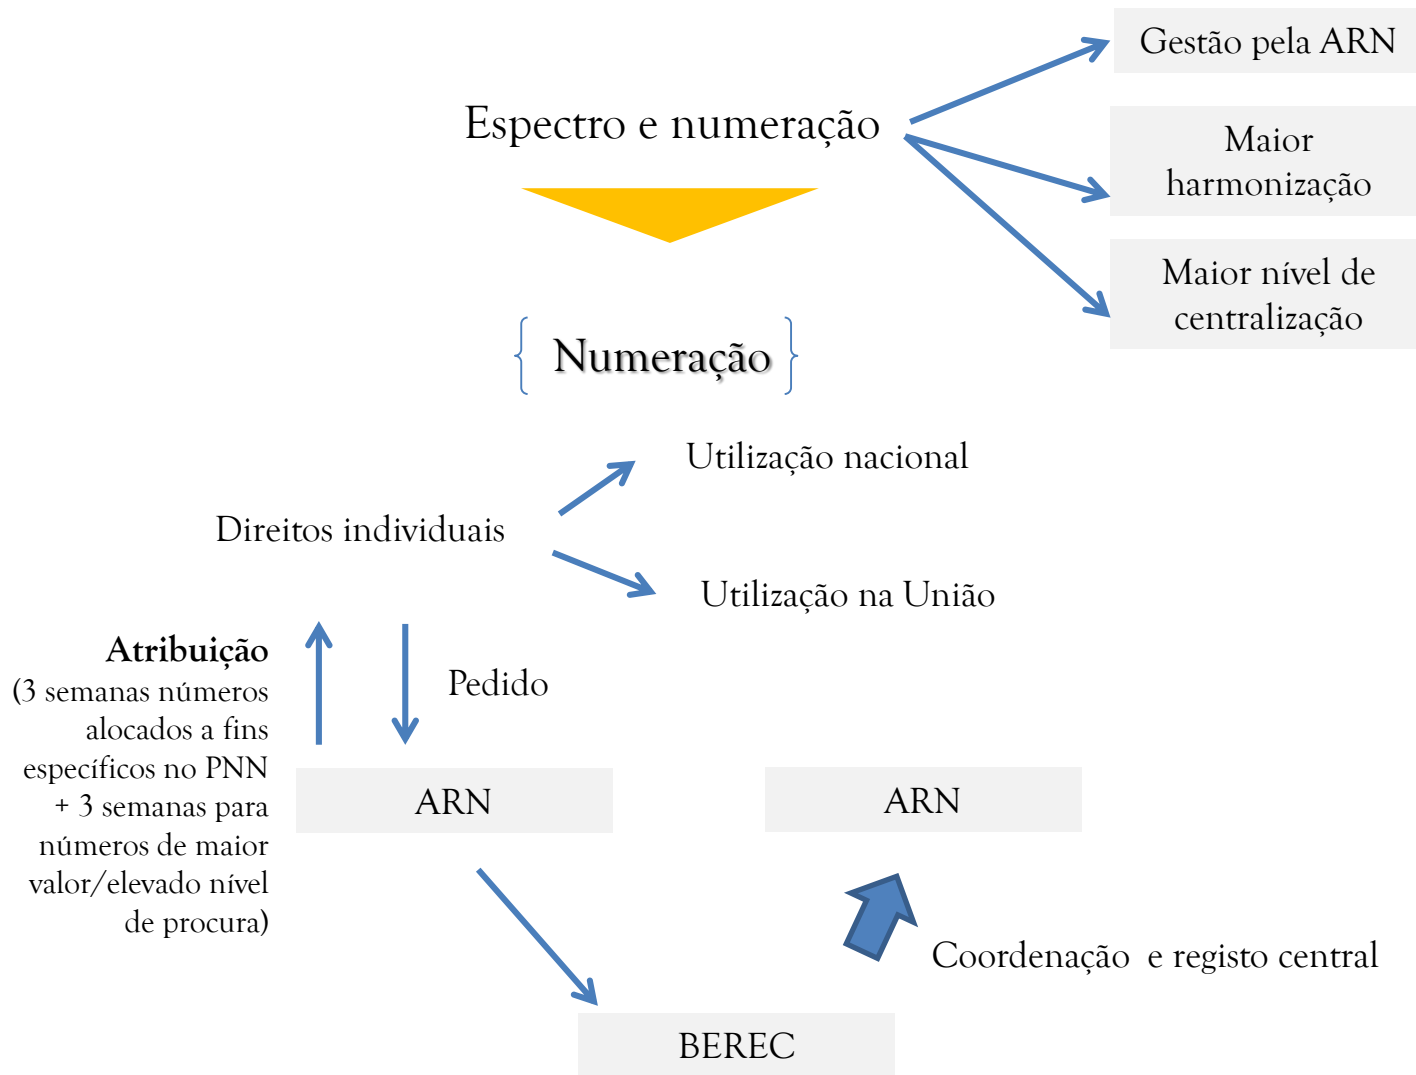 Gestão pela ARN
Espectro e numeração
Maior
harmonização
Maior nível de
centralização
Numeração
Utilização nacional
Direitos individuais
Utilização na União
Atribuição
(3 semanas números
alocados a fins
específicos no PNN
+ 3 semanas para
números de maior
valor/elevado nível
de procura)
Pedido
ARN
ARN
Coordenação e registo central
BEREC